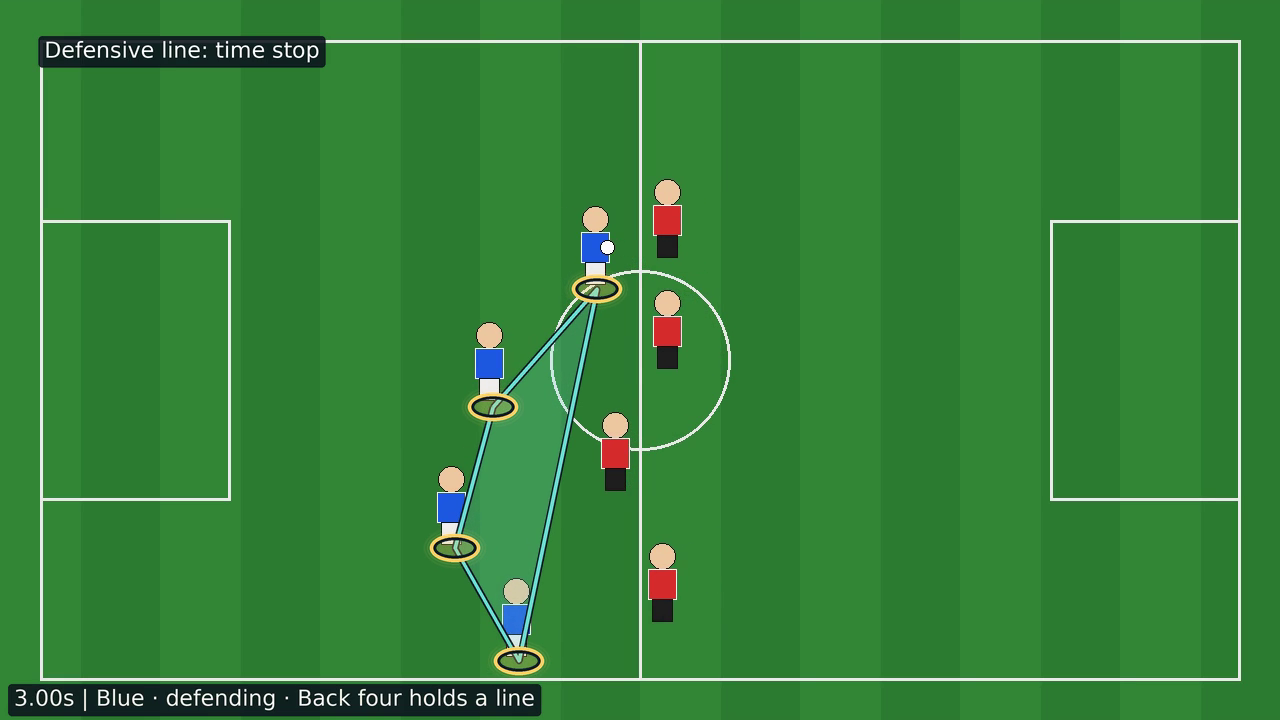 Defensive line: time stop
3.00s | Blue · defending · Back four holds a line